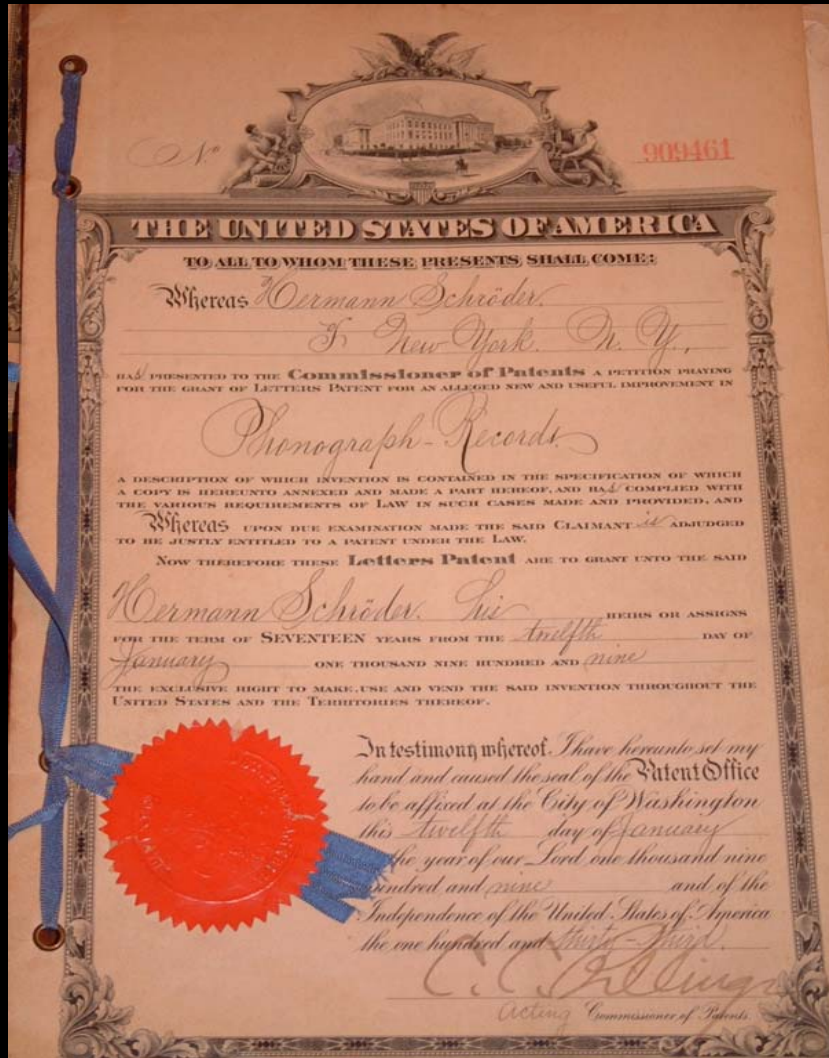 No 909461
THE UNITED STATES OF AMERICA
TO ALL TO WHOM THESE PRESENTS SHALL COME:
Whereas Hermann Schröder,
of New York, N. Y.,
HAS PRESENTED TO THE Commissioner of Patents A PETITION PRAYING
FOR THE GRANT OF LETTERS PATENT FOR AN ALLEGED NEW AND USEFUL IMPROVEMENT IN
Phonograph-Records,
A DESCRIPTION OF WHICH INVENTION IS CONTAINED IN THE SPECIFICATION OF WHICH
A COPY IS HEREUNTO ANNEXED AND MADE A PART HEREOF, AND HAS COMPLIED WITH
THE VARIOUS REQUIREMENTS OF LAW IN SUCH CASES MADE AND PROVIDED, AND
Whereas UPON DUE EXAMINATION MADE THE SAID CLAIMANT is ADJUDGED
TO BE JUSTLY ENTITLED TO A PATENT UNDER THE LAW.
NOW THEREFORE THESE Letters Patent ARE TO GRANT UNTO THE SAID
Hermann Schröder, his HEIRS OR ASSIGNS
FOR THE TERM OF SEVENTEEN YEARS FROM THE twelfth DAY OF
January ONE THOUSAND NINE HUNDRED AND nine
THE EXCLUSIVE RIGHT TO MAKE, USE AND VEND THE SAID INVENTION THROUGHOUT THE
UNITED STATES AND THE TERRITORIES THEREOF.
In testimony whereof I have hereunto set my
hand and caused the seal of the Patent Office
to be affixed at the City of Washington
this twelfth day of January
the year of our Lord one thousand nine
hundred and nine and of the
Independence of the United States of America
the one hundred and thirty-third.
C. C. Billings
Acting Commissioner of Patents.